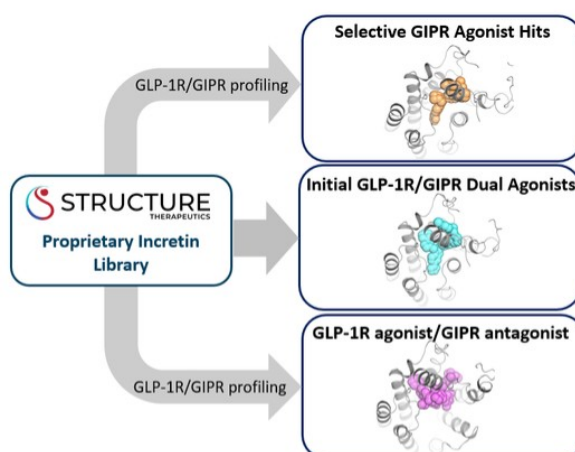 Selective GIPR Agonist Hits
GLP-1R/GIPR profiling
STRUCTURE
THERAPEUTICS
Proprietary Incretin
Library
Initial GLP-1R/GIPR Dual Agonists
GLP-1R agonist/GIPR antagonist
GLP-1R/GIPR profiling